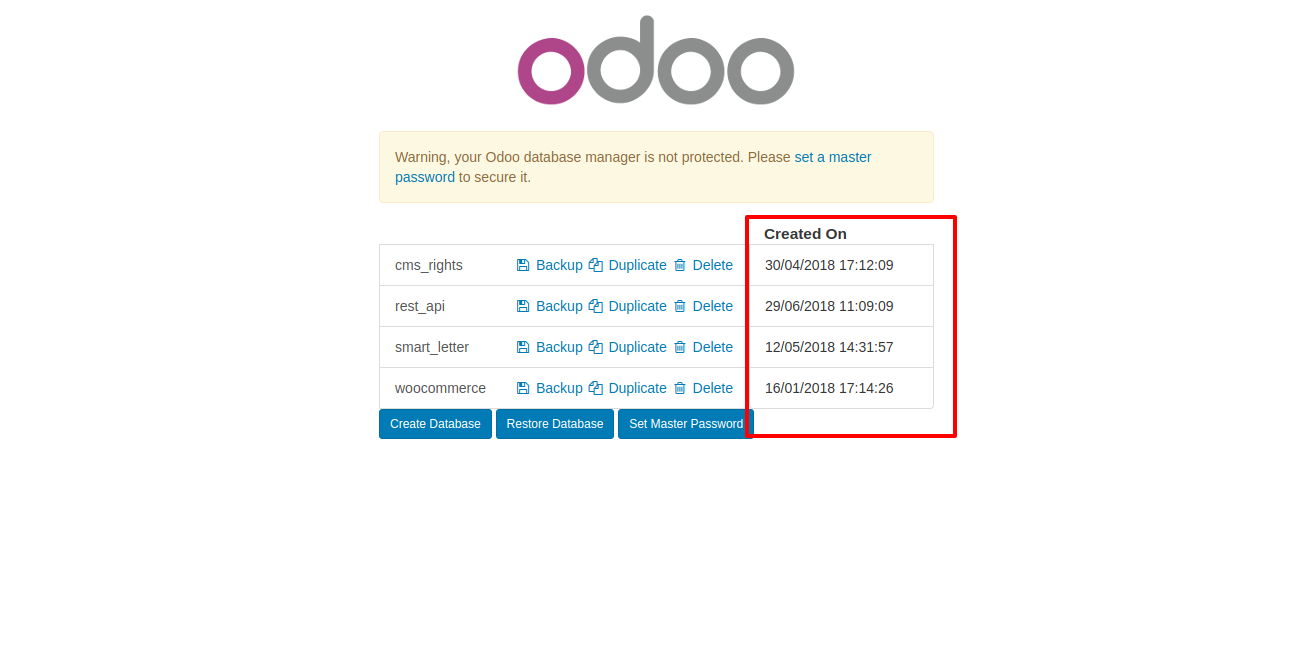 odoo
Warning, your Odoo database manager is not protected. Please set a master
password to secure it.
Created On
cms_rights Backup Duplicate Delete 30/04/2018 17:12:09
rest_api Backup Duplicate Delete 29/06/2018 11:09:09
smart_letter Backup Duplicate Delete 12/05/2018 14:31:57
woocommerce Backup Duplicate Delete 16/01/2018 17:14:26
Create Database Restore Database Set Master Password